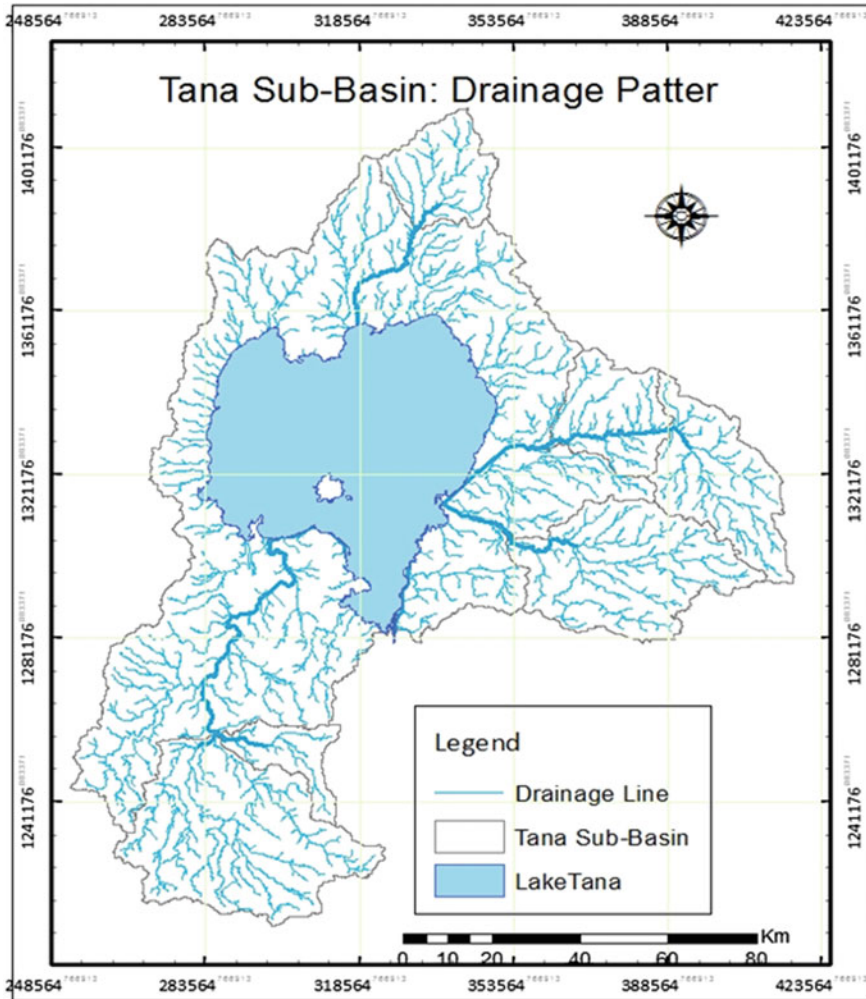 248564 283564 318564 353564 388564 423564
Tana Sub-Basin: Drainage Patter
1401176
1401176
1361176
1361176
1321176
1321176
1281176
1281176
1241176
1241176
Legend
Drainage Line
Tana Sub-Basin
LakeTana
Km
0 10 20 40 60 80
248564 283564 318564 353564 388564 423564